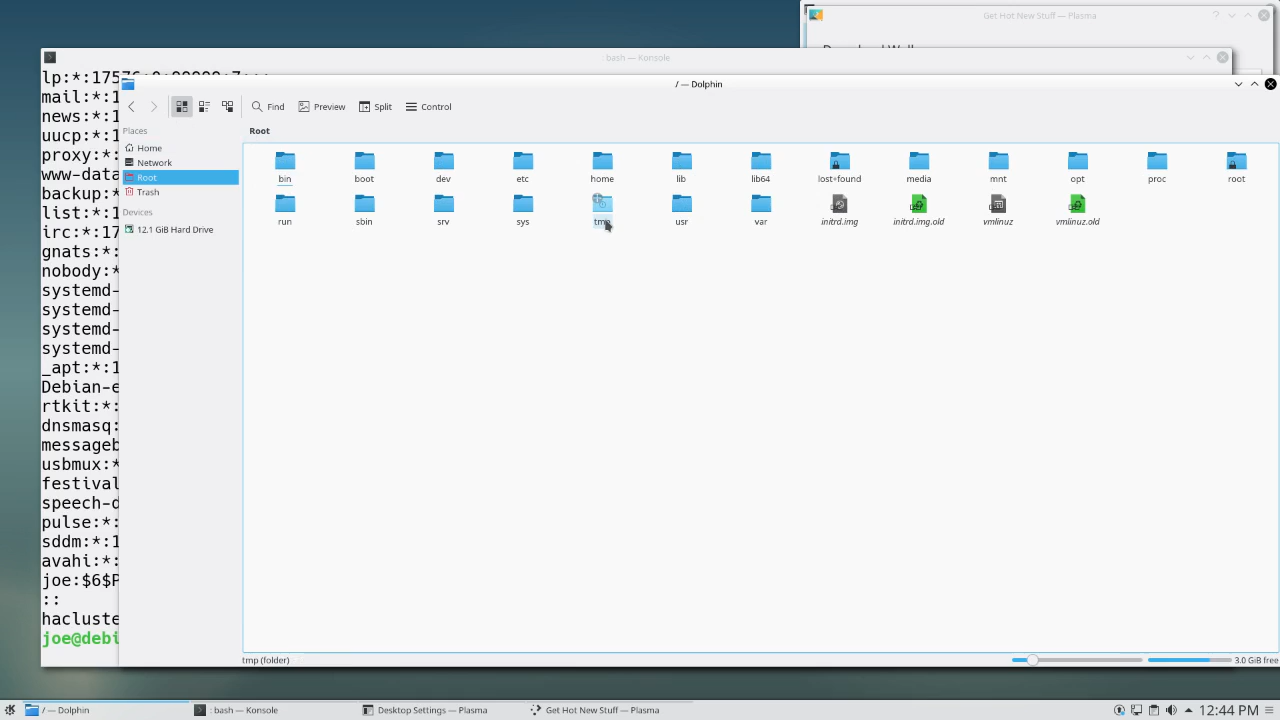 Get Hot New Stuff — Plasma
: bash — Konsole
lp:*:17576:0:99999:7:::
mail:*:1
news:*:1
uucp:*:1
proxy:*:
www-data
backup:*
list:*:1
irc:*:17
gnats:*:
nobody:*
systemd-
systemd-
systemd-
systemd-
_apt:*:1
Debian-e
rtkit:*:
dnsmasq:
messageb
usbmux:*
festival
speech-d
pulse:*:
sddm:*:1
avahi:*:
joe:$6$P
::
hacluste
joe@debi
/ — Dolphin
Find Preview Split Control
Places
Home
Network
Root
Trash
Devices
12.1 GiB Hard Drive
Root
bin boot dev etc home lib lib64 lost+found media mnt opt proc root
run sbin srv sys tmp usr var initrd.img initrd.img.old vmlinuz vmlinuz.old
tmp (folder)
3.0 GiB free
/ — Dolphin
: bash — Konsole
Desktop Settings — Plasma
Get Hot New Stuff — Plasma
12:44 PM